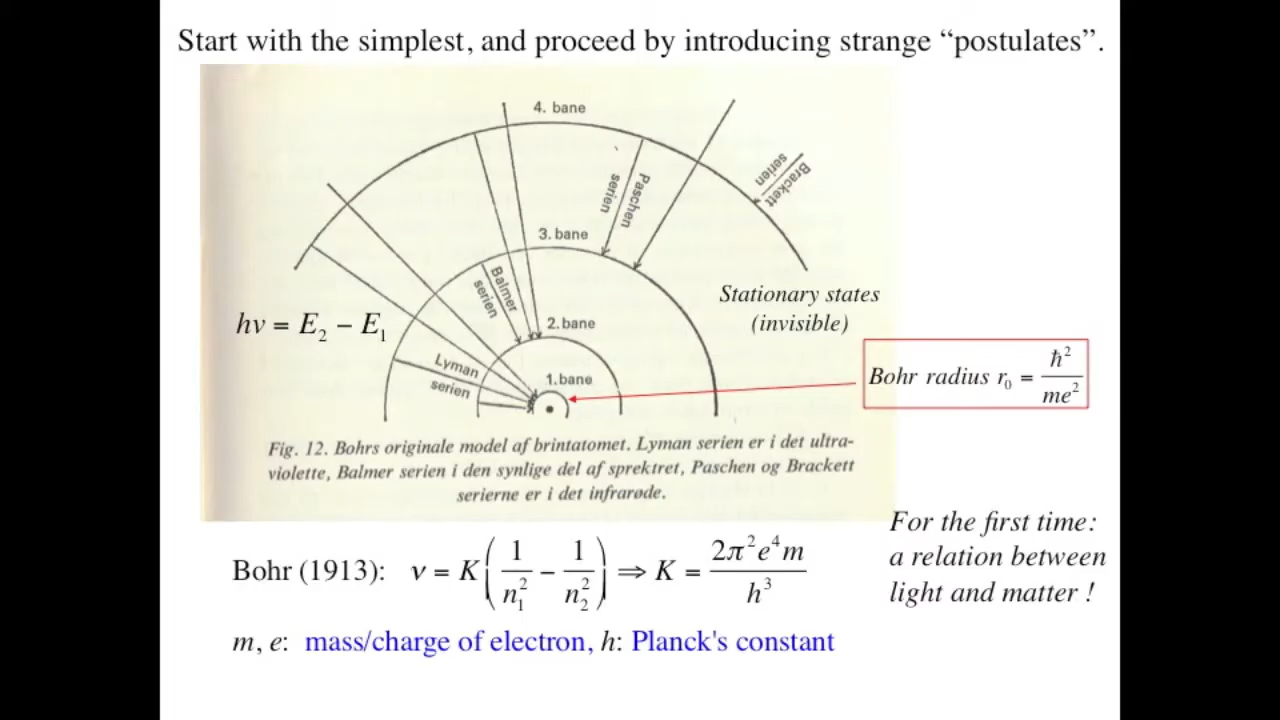 Start with the simplest, and proceed by introducing strange “postulates”.
4. bane
Brackett
serien
Paschen
serien
3. bane
Balmer
serien
Stationary states
(invisible)
hν = E₂ − E₁
2. bane
Lyman
serien
1. bane
Bohr radius r₀ = ħ² / me²
Fig. 12. Bohrs originale model af brintatomet. Lyman serien er i det ultra-
violette, Balmer serien i den synlige del af sprektret, Paschen og Brackett
serierne er i det infrarøde.
For the first time:
a relation between
light and matter !
Bohr (1913): ν = K(1/n₁² − 1/n₂²) ⇒ K = 2π²e⁴m / h³
m, e: mass/charge of electron, h: Planck's constant